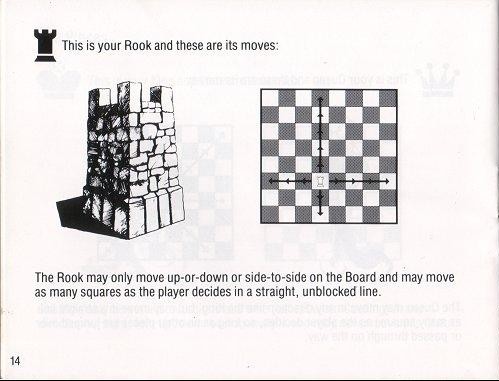 This is your Rook and these are its moves:
The Rook may only move up-or-down or side-to-side on the Board and may move
as many squares as the player decides in a straight, unblocked line.
14